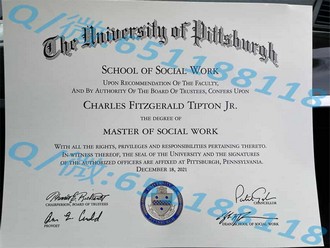 The University of Pittsburgh
SCHOOL OF SOCIAL WORK
UPON RECOMMENDATION OF THE FACULTY,
AND BY AUTHORITY OF THE BOARD OF TRUSTEES, CONFERS UPON
CHARLES FITZGERALD TIPTON JR.
THE DEGREE OF
MASTER OF SOCIAL WORK
WITH ALL THE RIGHTS, PRIVILEGES AND RESPONSIBILITIES PERTAINING THERETO.
IN WITNESS THEREOF, THE SEAL OF THE UNIVERSITY AND THE SIGNATURES
OF THE AUTHORIZED OFFICERS ARE AFFIXED AT PITTSBURGH, PENNSYLVANIA.
DECEMBER 18, 2021
CHAIRPERSON, BOARD OF TRUSTEES
CHANCELLOR
PROVOST
SCHOOL OF SOCIAL WORK